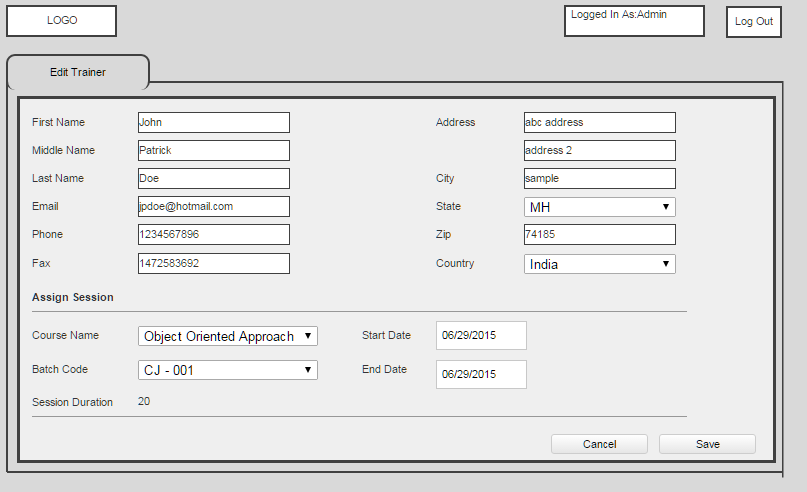 LOGO
Logged In As:Admin
Log Out
Edit Trainer
First Name John Address abc address
Middle Name Patrick address 2
Last Name Doe City sample
Email jpdoe@hotmail.com State MH
Phone 1234567896 Zip 74185
Fax 1472583692 Country India
Assign Session
Course Name Object Oriented Approach Start Date 06/29/2015
Batch Code CJ - 001 End Date 06/29/2015
Session Duration 20
Cancel Save